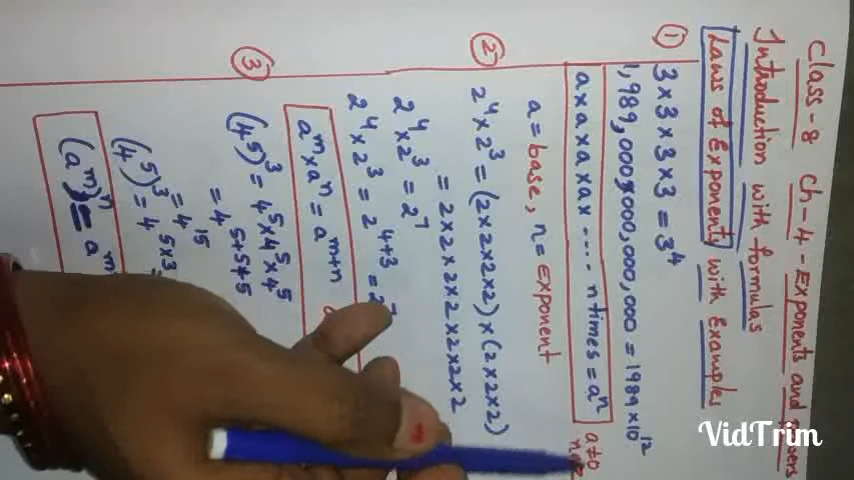 Class-8 Ch-4-Exponents and Powers
Introduction with formulas
Laws of Exponent, with Examples
① 3×3×3×3 = 3⁴
1,989,000,000,000,000 = 1989×10¹²
a×a×a×a×a×.... n times = aⁿ a≠0
a=base, n=Exponent
② 2⁴×2³=(2×2×2×2)×(2×2×2)
=2×2×2×2×2×2×2
2⁴×2³=2⁷
2⁴×2³=2⁴⁺³=2⁷
aᵐ×aⁿ=aᵐ⁺ⁿ
③ (4⁵)³=4⁵×4⁵×4⁵
=4⁵⁺⁵⁺⁵
=4¹⁵
(4⁵)³=4⁵ˣ³=
(aᵐ)ⁿ=aᵐ
VidTrim